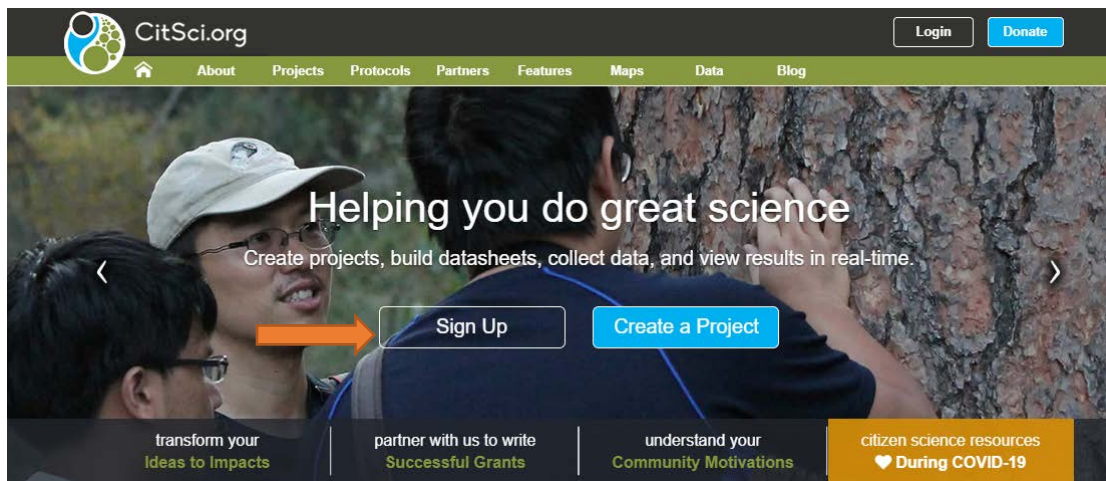 CitSci.org
Login
Donate
About Projects Protocols Partners Features Maps Data Blog
Helping you do great science
Create projects, build datasheets, collect data, and view results in real-time.
Sign Up
Create a Project
transform your
Ideas to Impacts
partner with us to write
Successful Grants
understand your
Community Motivations
citizen science resources
During COVID-19